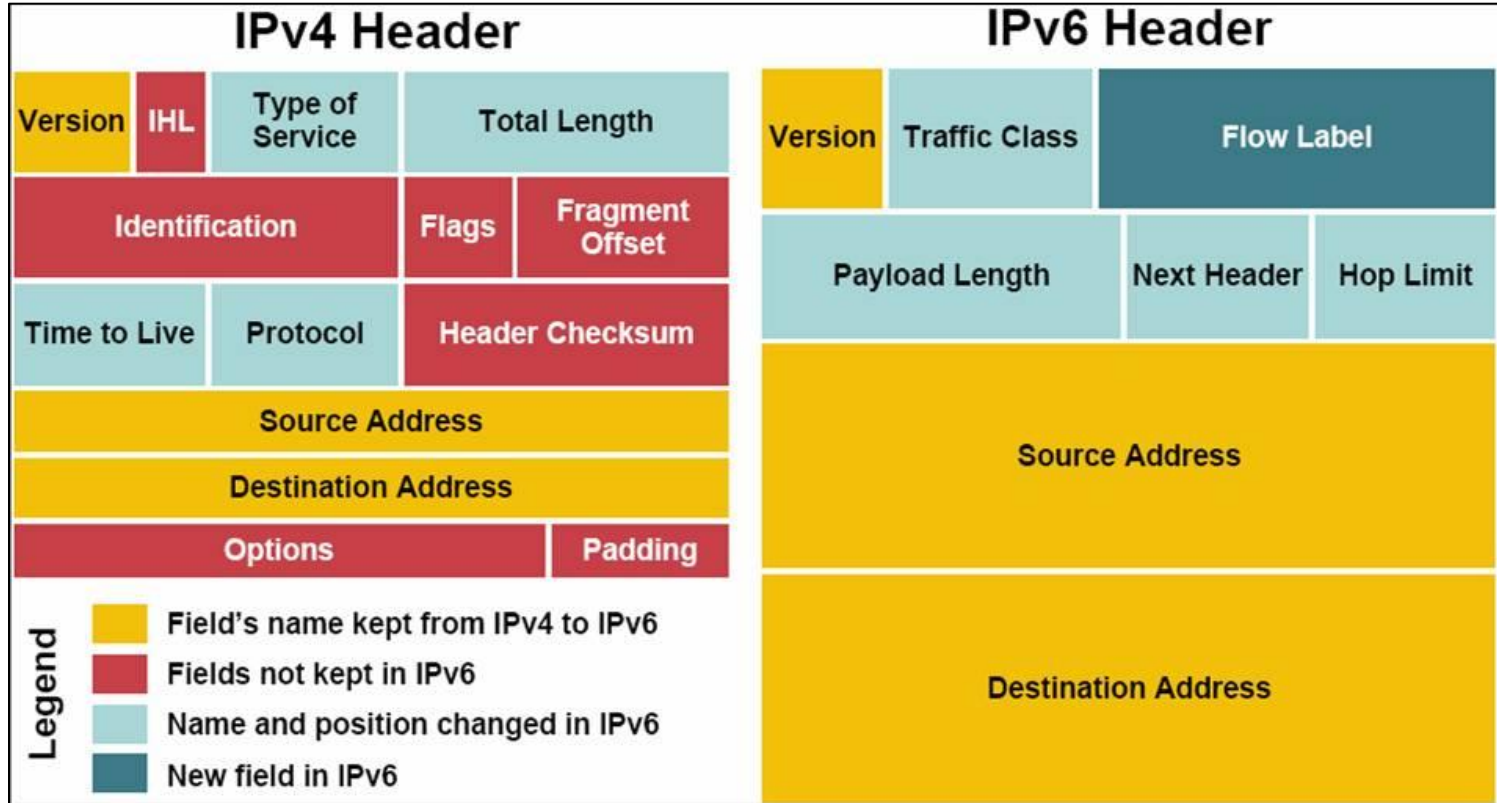 IPv4 Header
Version IHL Type of Service Total Length
Identification Flags Fragment Offset
Time to Live Protocol Header Checksum
Source Address
Destination Address
Options Padding
Legend
Field's name kept from IPv4 to IPv6
Fields not kept in IPv6
Name and position changed in IPv6
New field in IPv6
IPv6 Header
Version Traffic Class Flow Label
Payload Length Next Header Hop Limit
Source Address
Destination Address